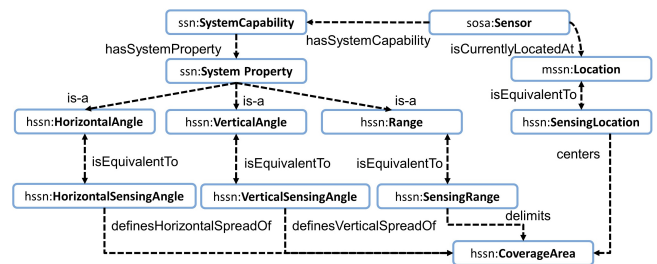 ssn:SystemCapability
sosa:Sensor
hasSystemProperty
hasSystemCapability
isCurrentlyLocatedAt
ssn:System Property
mssn:Location
is-a
is-a
is-a
isEquivalentTo
hssn:HorizontalAngle
hssn:VerticalAngle
hssn:Range
hssn:SensingLocation
isEquivalentTo
isEquivalentTo
isEquivalentTo
centers
hssn:HorizontalSensingAngle
hssn:VerticalSensingAngle
hssn:SensingRange
definesHorizontalSpreadOf
definesVerticalSpreadOf
delimits
hssn:CoverageArea